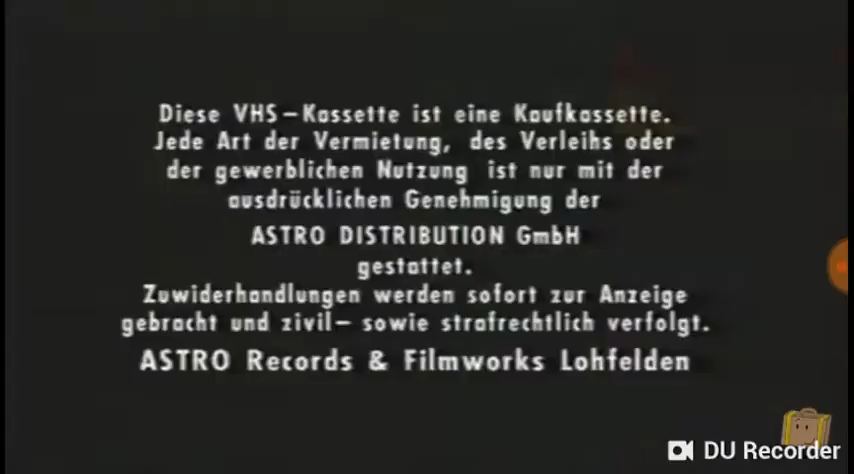 Diese VHS-Kassette ist eine Kaufkassette.
Jede Art der Vermietung, des Verleihs oder
der gewerblichen Nutzung ist nur mit der
ausdrücklichen Genehmigung der
ASTRO DISTRIBUTION GmbH
gestattet.
Zuwiderhandlungen werden sofort zur Anzeige
gebracht und zivil- sowie strafrechtlich verfolgt.
ASTRO Records & Filmworks Lohfelden
DU Recorder